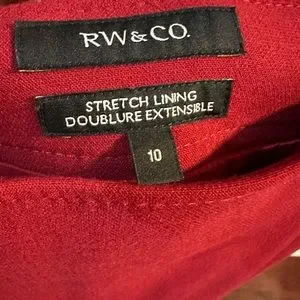 RW&CO.
STRETCH LINING
DOUBLURE EXTENSIBLE
10